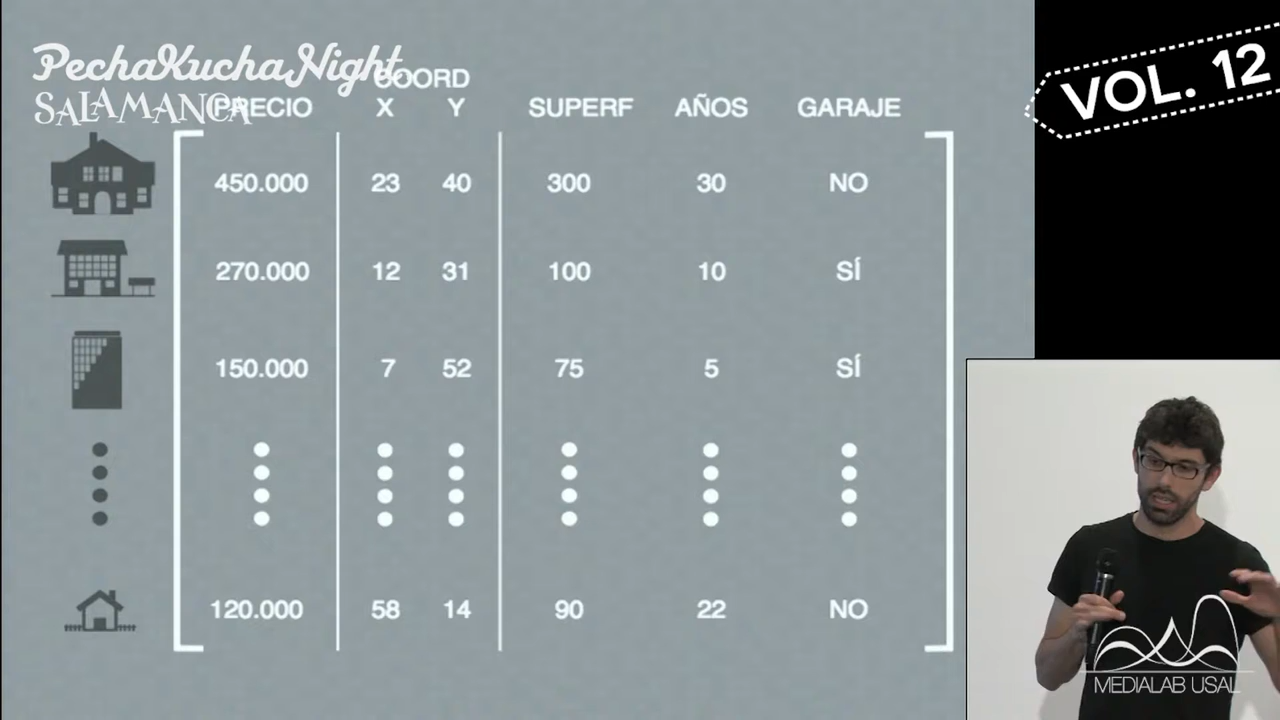 PechaKuchaNight
SALAMANCA
VOL. 12
COORD
PRECIO X Y SUPERF AÑOS GARAJE
450.000 23 40 300 30 NO
270.000 12 31 100 10 SÍ
150.000 7 52 75 5 SÍ
120.000 58 14 90 22 NO
MEDIALAB USAL